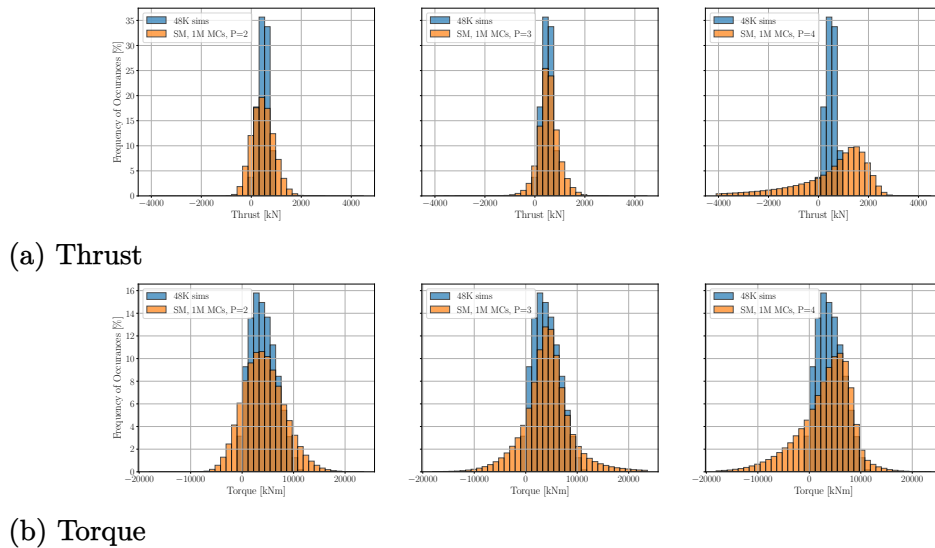 48K sims
SM, 1M MCs, P=2
48K sims
SM, 1M MCs, P=3
48K sims
SM, 1M MCs, P=4
Frequency of Occurances [%]
35
30
25
20
15
10
5
0
−4000 −2000 0 2000 4000
−4000 −2000 0 2000 4000
−4000 −2000 0 2000 4000
Thrust [kN]
Thrust [kN]
Thrust [kN]
(a) Thrust
48K sims
SM, 1M MCs, P=2
48K sims
SM, 1M MCs, P=3
48K sims
SM, 1M MCs, P=4
Frequency of Occurances [%]
16
14
12
10
8
6
4
2
0
−20000 −10000 0 10000 20000
−20000 −10000 0 10000 20000
−20000 −10000 0 10000 20000
Torque [kNm]
Torque [kNm]
Torque [kNm]
(b) Torque